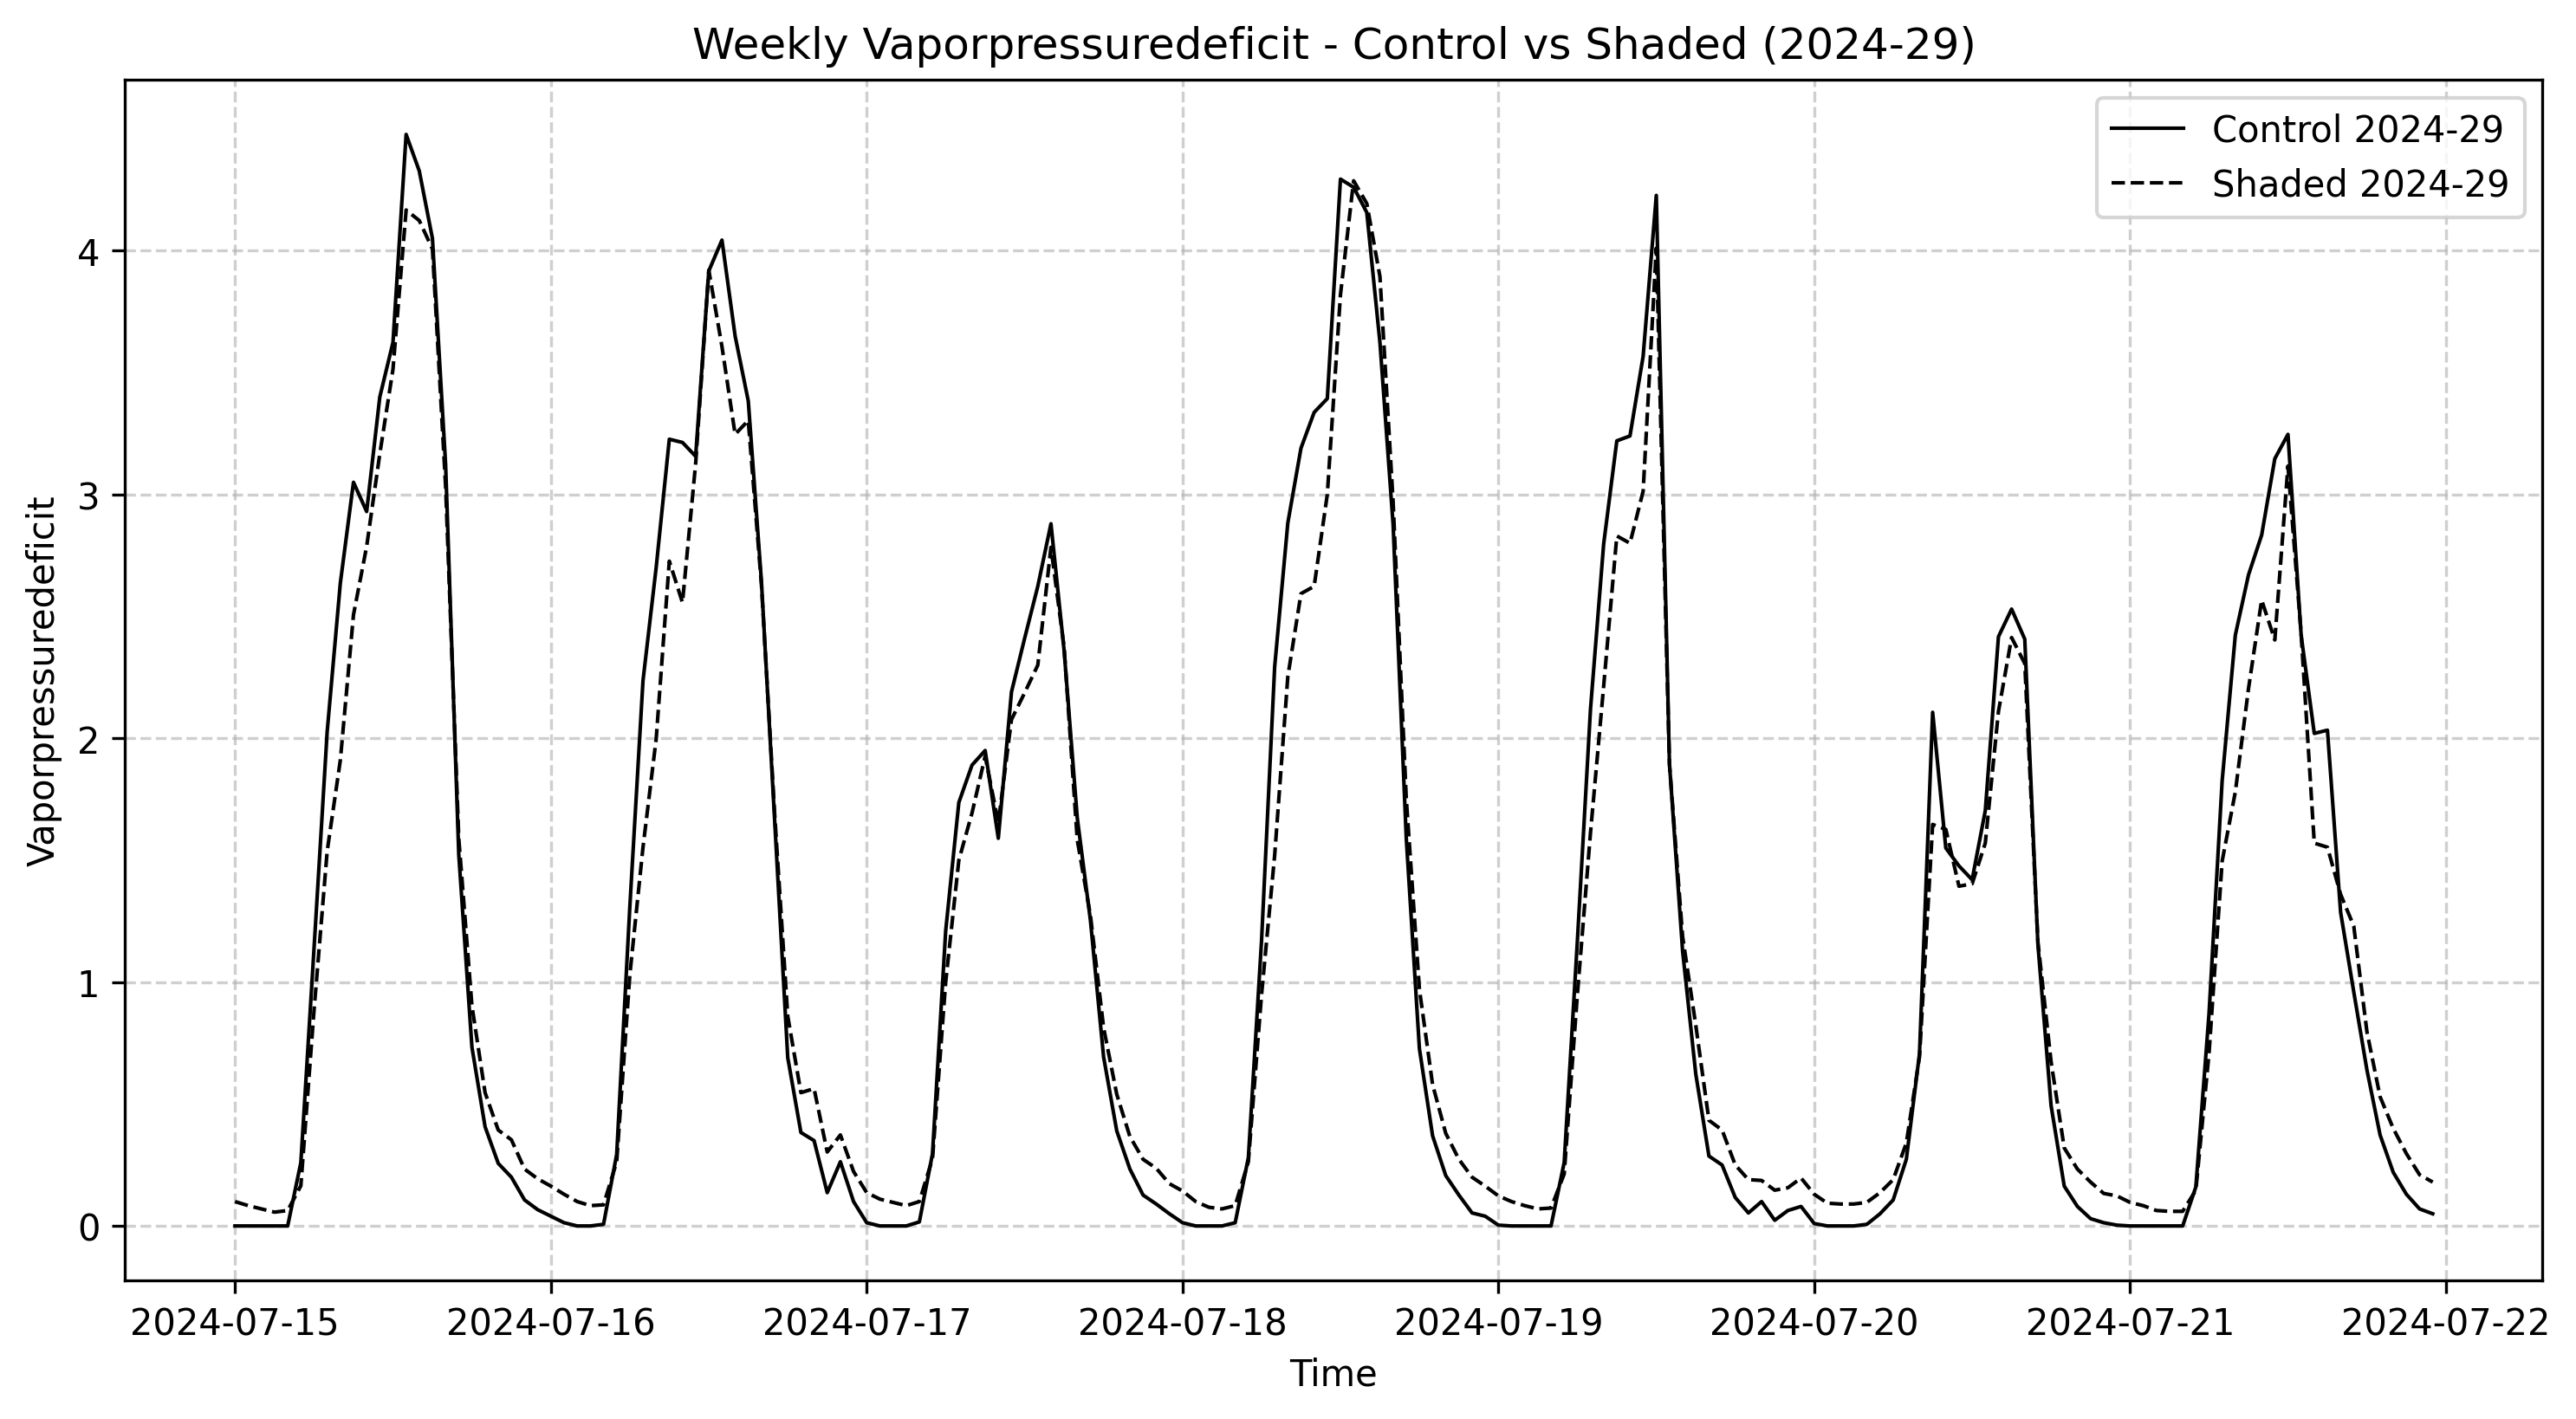 Weekly Vaporpressuredeficit - Control vs Shaded (2024-29)
Control 2024-29
Shaded 2024-29
Vaporpressuredeficit
4
3
2
1
0
2024-07-15 2024-07-16 2024-07-17 2024-07-18 2024-07-19 2024-07-20 2024-07-21 2024-07-22
Time